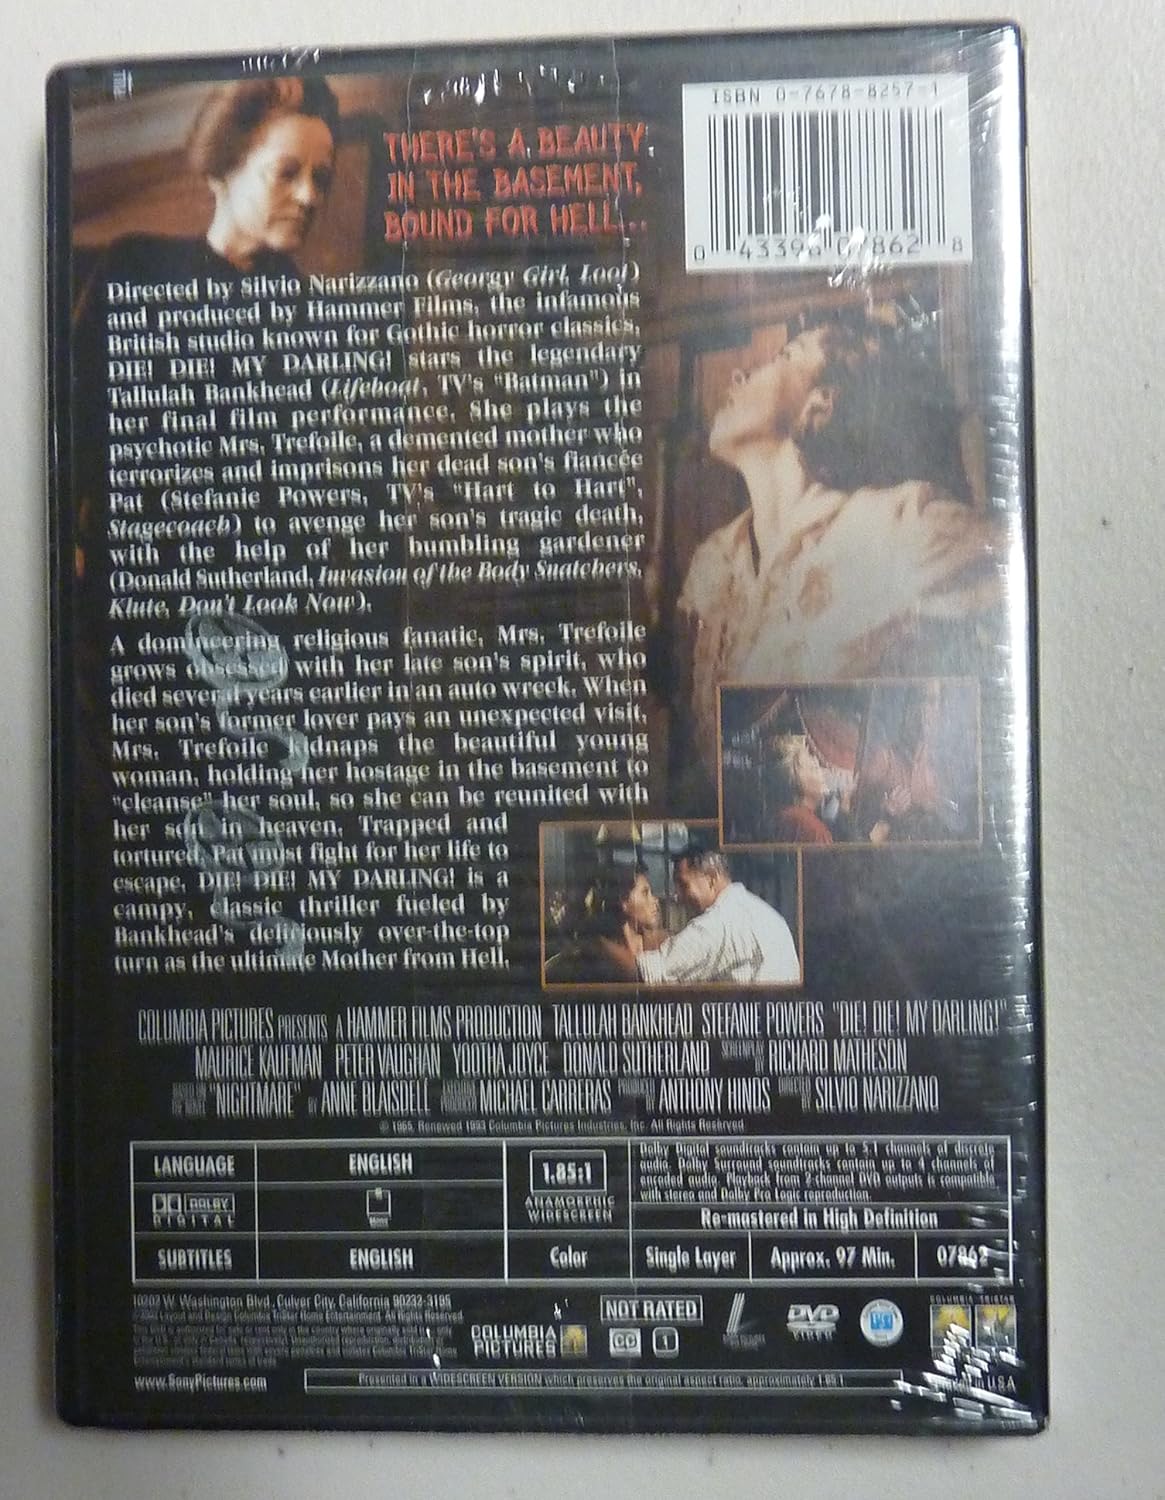 ISBN 0-7678-8257-1
0 43396 07862 8
THERE'S A BEAUTY
IN THE BASEMENT,
BOUND FOR HELL...
Directed by Silvio Narizzano (Georgy Girl, Loot)
and produced by Hammer Films, the infamous
British studio known for Gothic horror classics,
DIE! DIE! MY DARLING! stars the legendary
Tallulah Bankhead (Lifeboat, TV's "Batman") in
her final film performance. She plays the
psychotic Mrs. Trefoile, a demented mother who
terrorizes and imprisons her dead son's fiancée
Pat (Stefanie Powers, TV's "Hart to Hart",
Stagecoach) to avenge her son's tragic death,
with the help of her bumbling gardener
(Donald Sutherland, Invasion of the Body Snatchers,
Klute, Don't Look Now).
A domineering religious fanatic, Mrs. Trefoile
grows obsessed with her late son's spirit, who
died several years earlier in an auto wreck. When
her son's former lover pays an unexpected visit,
Mrs. Trefoile kidnaps the beautiful young
woman, holding her hostage in the basement to
"cleanse" her soul, so she can be reunited with
her son in heaven. Trapped and
tortured, Pat must fight for her life to
escape. DIE! DIE! MY DARLING! is a
campy, classic thriller fueled by
Bankhead's deliriously over-the-top
turn as the ultimate Mother from Hell.
COLUMBIA PICTURES PRESENTS A HAMMER FILMS PRODUCTION TALLULAH BANKHEAD STEFANIE POWERS "DIE! DIE! MY DARLING!"
MAURICE KAUFMAN PETER VAUGHAN YOOTHA JOYCE DONALD SUTHERLAND SCREENPLAY BY RICHARD MATHESON
"NIGHTMARE" BY ANNE BLAISDELL MICHAEL CARRERAS PRODUCED BY ANTHONY HINDS DIRECTED BY SILVIO NARIZZANO
© 1965, Renewed 1993 Columbia Pictures Industries, Inc. All Rights Reserved
LANGUAGE ENGLISH
DOLBY DIGITAL Mono
SUBTITLES ENGLISH
1.85:1
ANAMORPHIC
WIDESCREEN
Color
Dolby Digital soundtracks contain up to 5.1 channels of discrete
audio. Dolby Surround soundtracks contain up to 4 channels of
encoded audio. Playback from 2-channel DVD outputs is compatible
with stereo and Dolby Pro Logic reproduction.
Re-mastered in High Definition
Single Layer Approx. 97 Min. 07862
10202 W. Washington Blvd., Culver City, California 90232-3195
COLUMBIA
PICTURES
NOT RATED
CC 1
DVD
VIDEO
COLUMBIA TRISTAR
www.SonyPictures.com
Presented in a WIDESCREEN VERSION which preserves the original aspect ratio, approximately 1.85:1
in U.S.A.